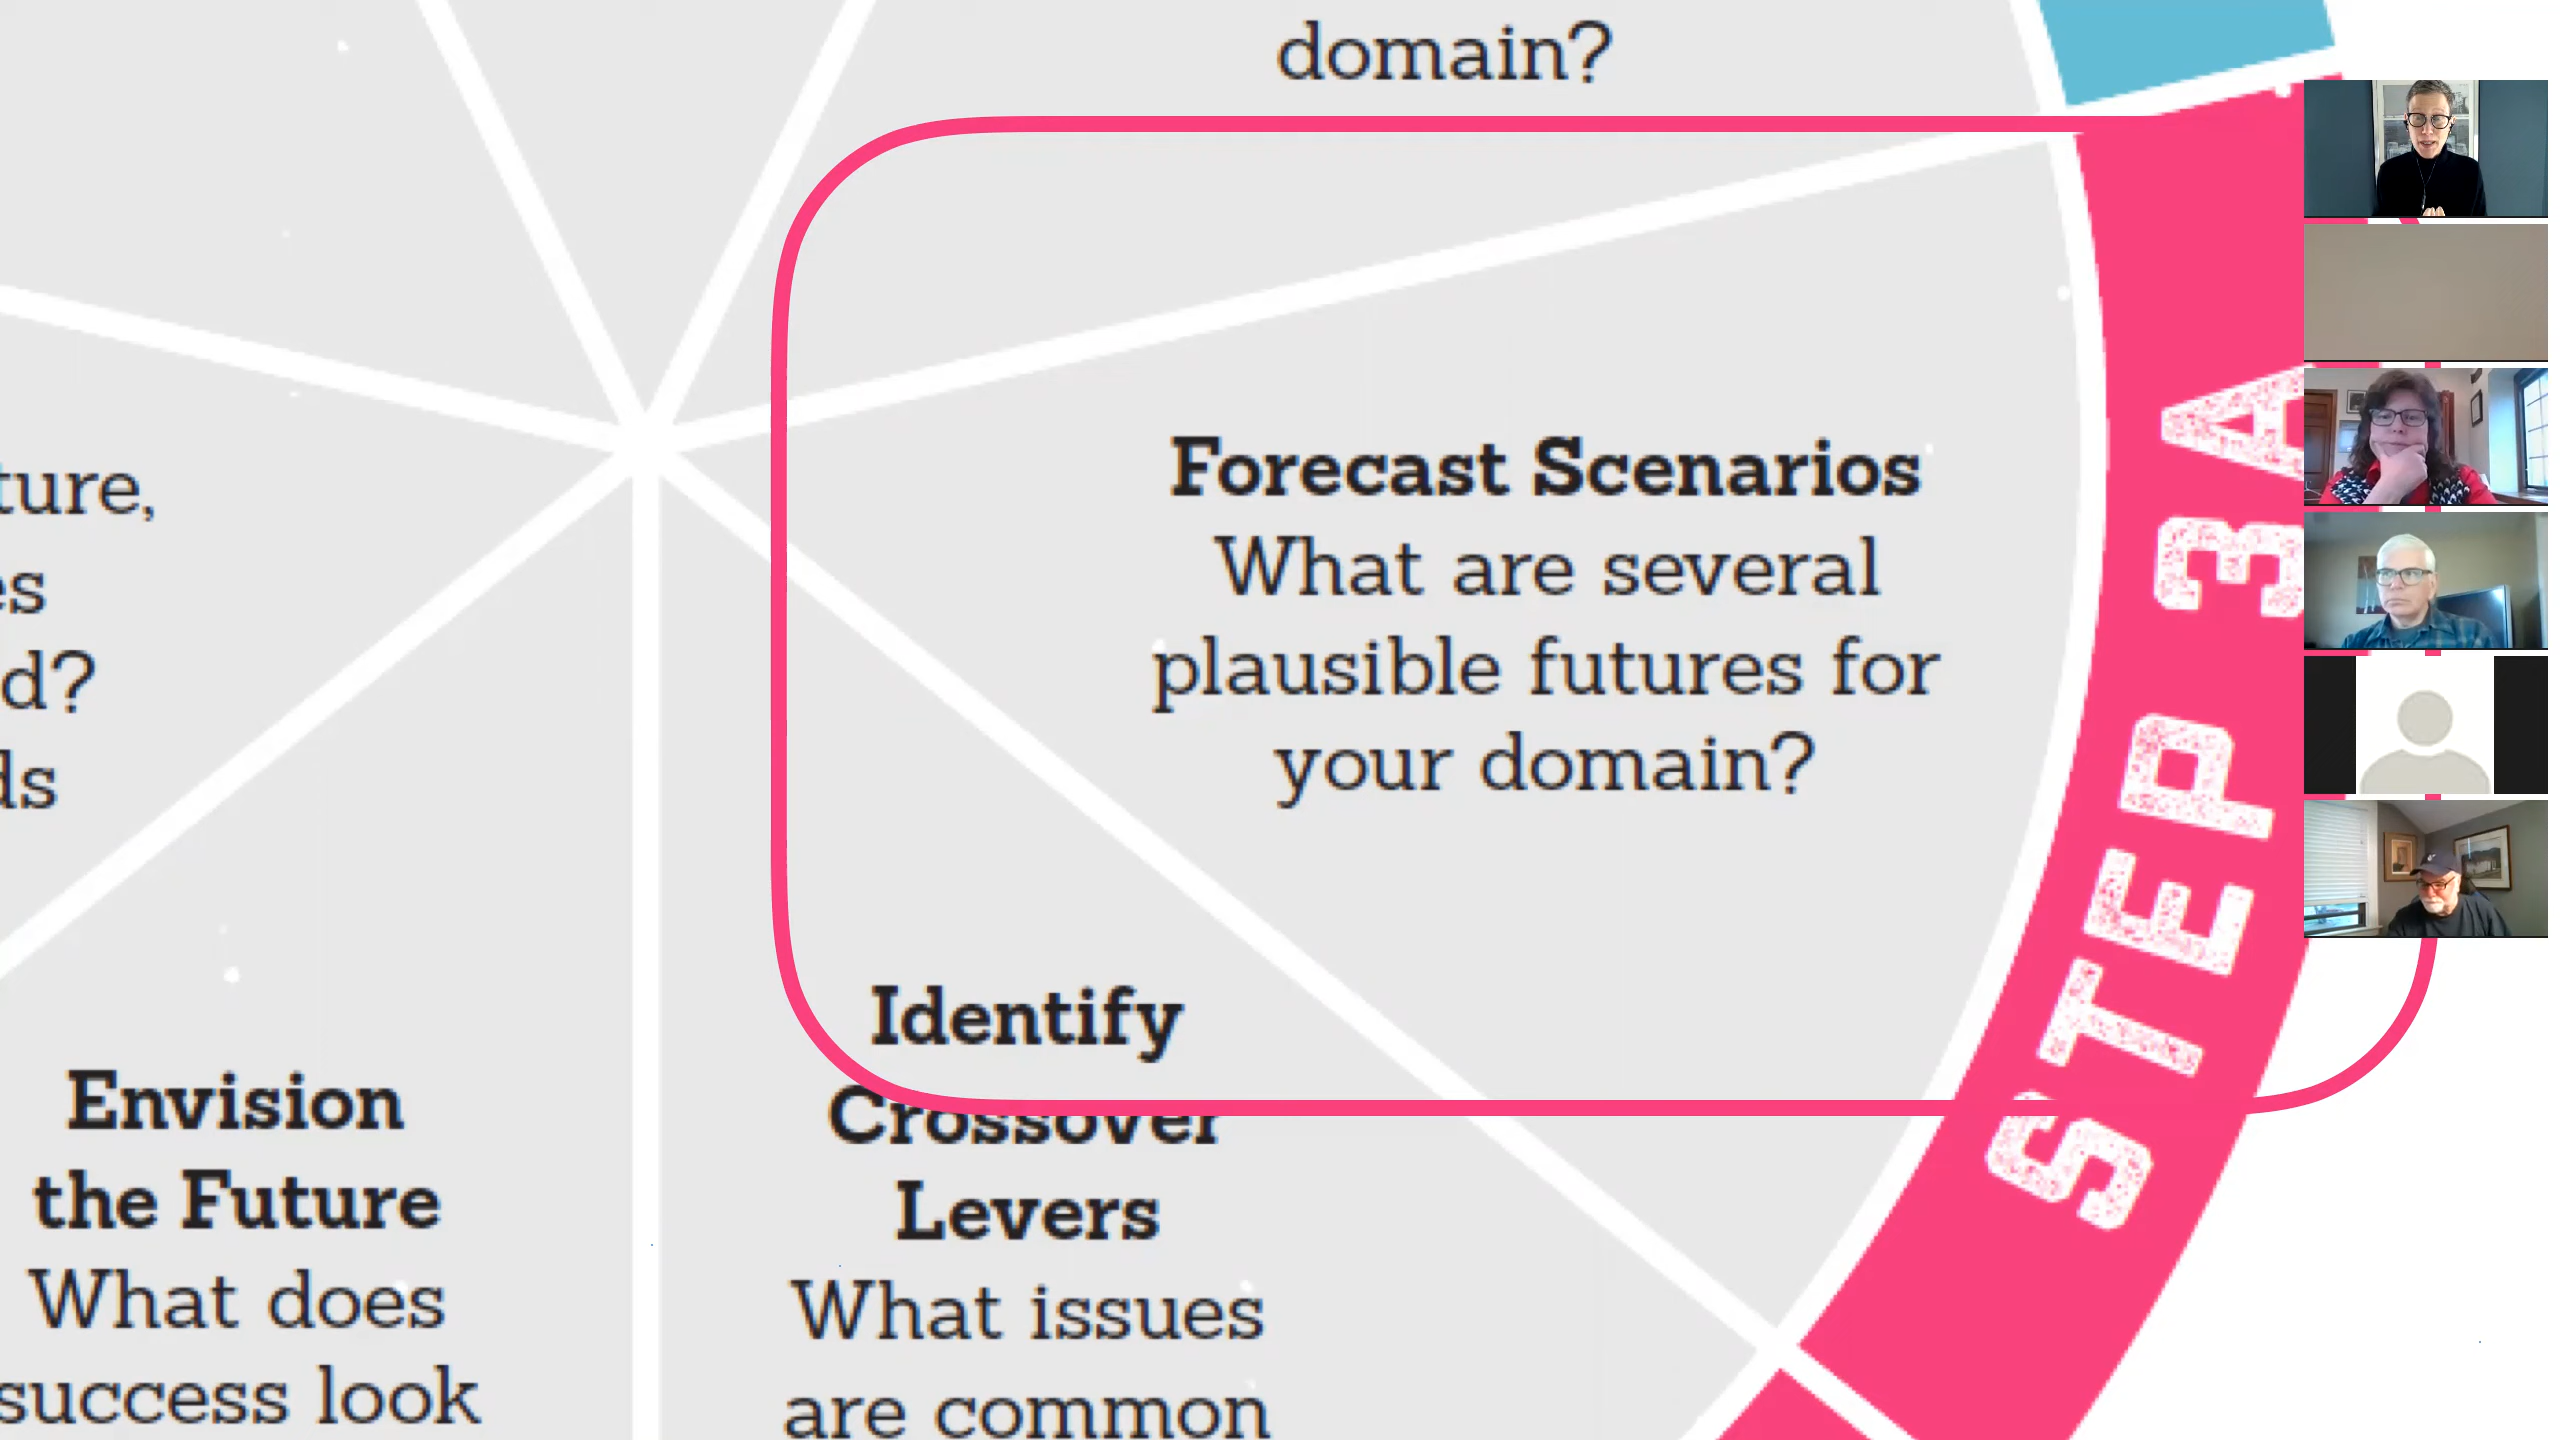 domain?
ture,
es
d?
ds
Forecast Scenarios
What are several
plausible futures for
your domain?
STEP 3A
Envision
the Future
What does
success look
Identify
Crossover
Levers
What issues
are common